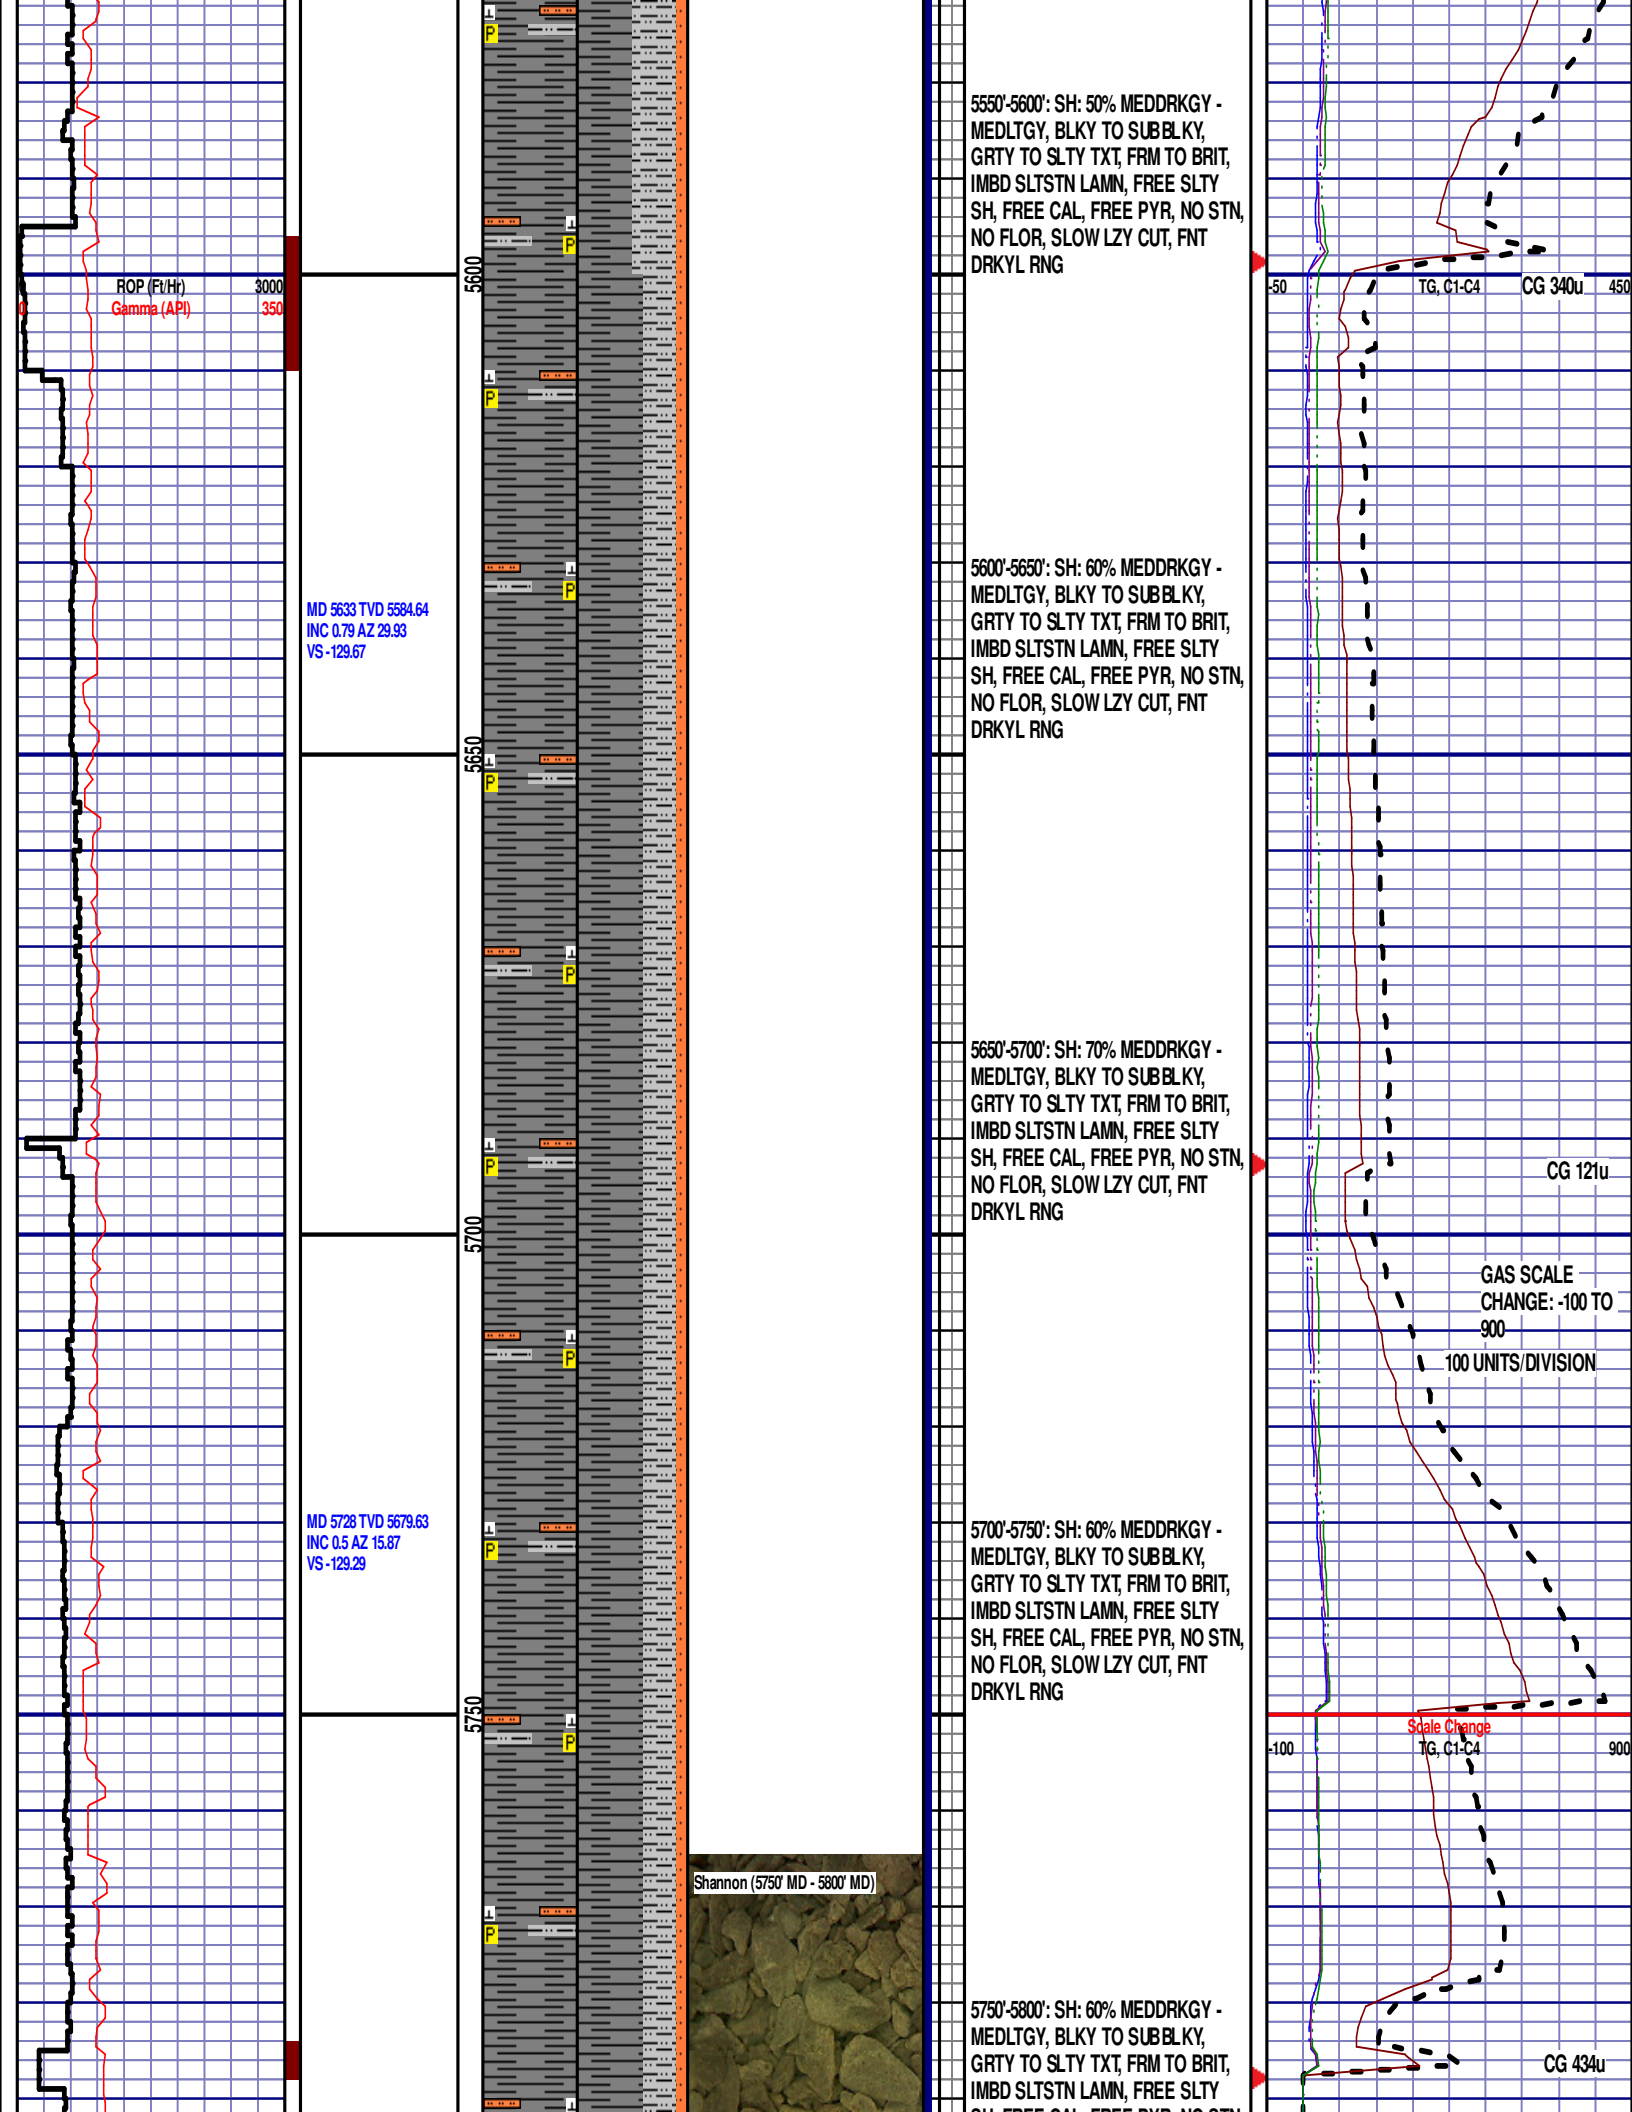 5550'-5600': SH: 50% MEDDRKGY -
MEDLTGY, BLKY TO SUBBLKY,
GRTY TO SLTY TXT, FRM TO BRIT,
IMBD SLTSTN LAMN, FREE SLTY
SH, FREE CAL, FREE PYR, NO STN,
NO FLOR, SLOW LZY CUT, FNT
DRKYL RNG
5600
ROP (Ft/Hr) 3000
0 Gamma (API) 350
-50 TG, C1-C4 CG 340u 450
P
P
P
P
P
P
P
P
P
P
P
5600'-5650': SH: 60% MEDDRKGY -
MEDLTGY, BLKY TO SUBBLKY,
GRTY TO SLTY TXT, FRM TO BRIT,
IMBD SLTSTN LAMN, FREE SLTY
SH, FREE CAL, FREE PYR, NO STN,
NO FLOR, SLOW LZY CUT, FNT
DRKYL RNG
MD 5633 TVD 5584.64
INC 0.79 AZ 29.93
VS -129.67
5650
5650'-5700': SH: 70% MEDDRKGY -
MEDLTGY, BLKY TO SUBBLKY,
GRTY TO SLTY TXT, FRM TO BRIT,
IMBD SLTSTN LAMN, FREE SLTY
SH, FREE CAL, FREE PYR, NO STN,
NO FLOR, SLOW LZY CUT, FNT
DRKYL RNG
CG 121u
5700
GAS SCALE
CHANGE: -100 TO
900
100 UNITS/DIVISION
MD 5728 TVD 5679.63
INC 0.5 AZ 15.87
VS -129.29
5700'-5750': SH: 60% MEDDRKGY -
MEDLTGY, BLKY TO SUBBLKY,
GRTY TO SLTY TXT, FRM TO BRIT,
IMBD SLTSTN LAMN, FREE SLTY
SH, FREE CAL, FREE PYR, NO STN,
NO FLOR, SLOW LZY CUT, FNT
DRKYL RNG
5750
Scale Change
-100 TG, C1-C4 900
Shannon (5750' MD - 5800' MD)
5750'-5800': SH: 60% MEDDRKGY -
MEDLTGY, BLKY TO SUBBLKY,
GRTY TO SLTY TXT, FRM TO BRIT,
IMBD SLTSTN LAMN, FREE SLTY
SH, FREE CAL, FREE PYR, NO STN,
CG 434u